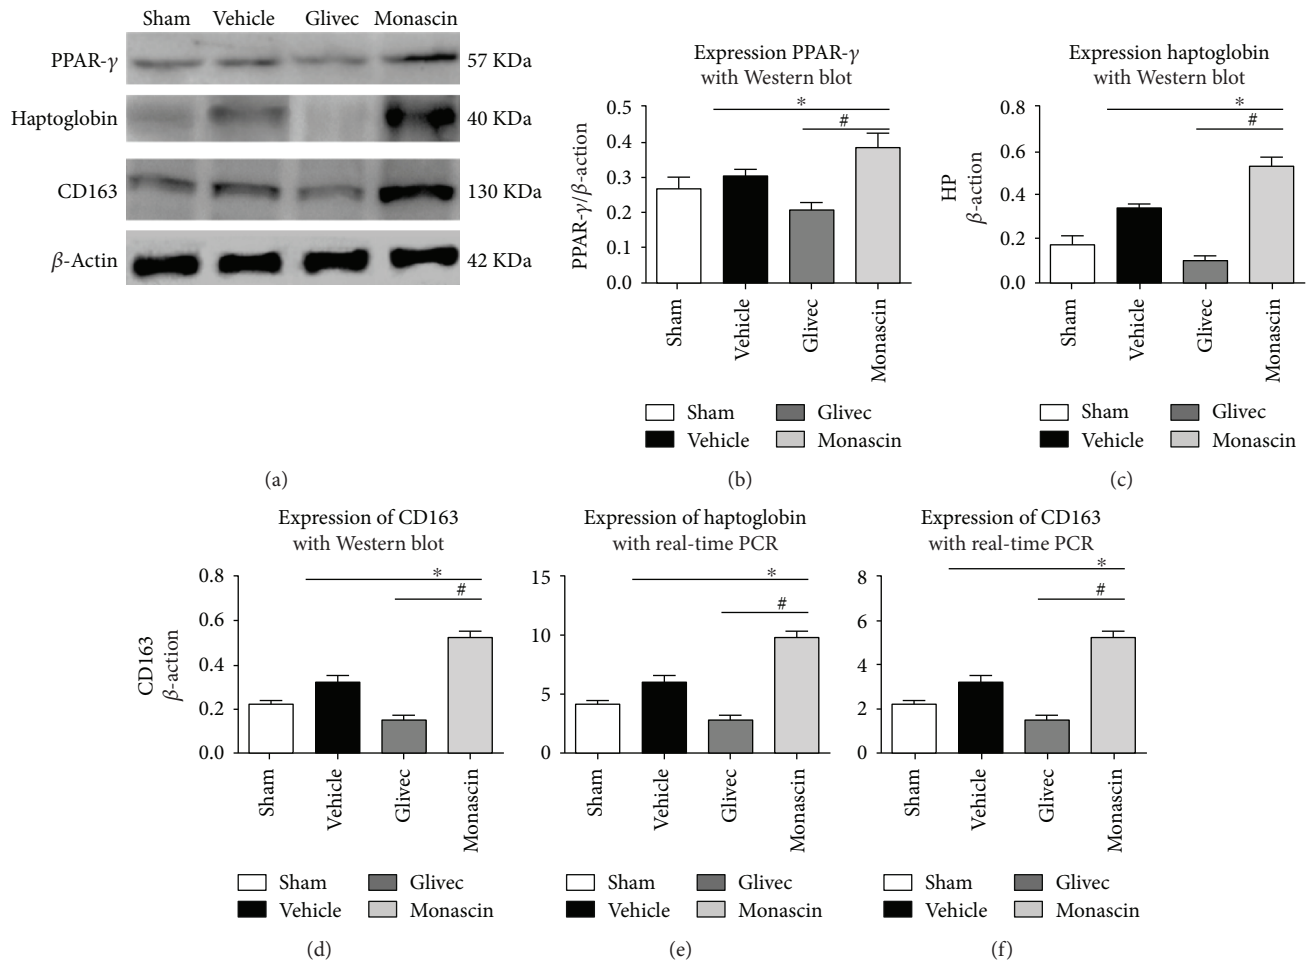 Sham Vehicle Glivec Monascin
PPAR-γ 57 KDa
Haptoglobin 40 KDa
CD163 130 KDa
β-Actin 42 KDa
(a)
Expression PPAR-γ
with Western blot
PPAR-γ/β-action
0.5
0.4
0.3
0.2
0.1
0.0
*
#
Sham
Vehicle
Glivec
Monascin
Sham Glivec
Vehicle Monascin
(b)
Expression haptoglobin
with Western blot
HP
β-action
0.8
0.6
0.4
0.2
0.0
*
#
Sham
Vehicle
Glivec
Monascin
Sham Glivec
Vehicle Monascin
(c)
Expression of CD163
with Western blot
CD163
β-action
0.8
0.6
0.4
0.2
0.0
*
#
Sham
Vehicle
Glivec
Monascin
Sham Glivec
Vehicle Monascin
(d)
Expression of haptoglobin
with real-time PCR
15
10
5
0
*
#
Sham
Vehicle
Glivec
Monascin
Sham Glivec
Vehicle Monascin
(e)
Expression of CD163
with real-time PCR
8
6
4
2
0
*
#
Sham
Vehicle
Glivec
Monascin
Sham Glivec
Vehicle Monascin
(f)